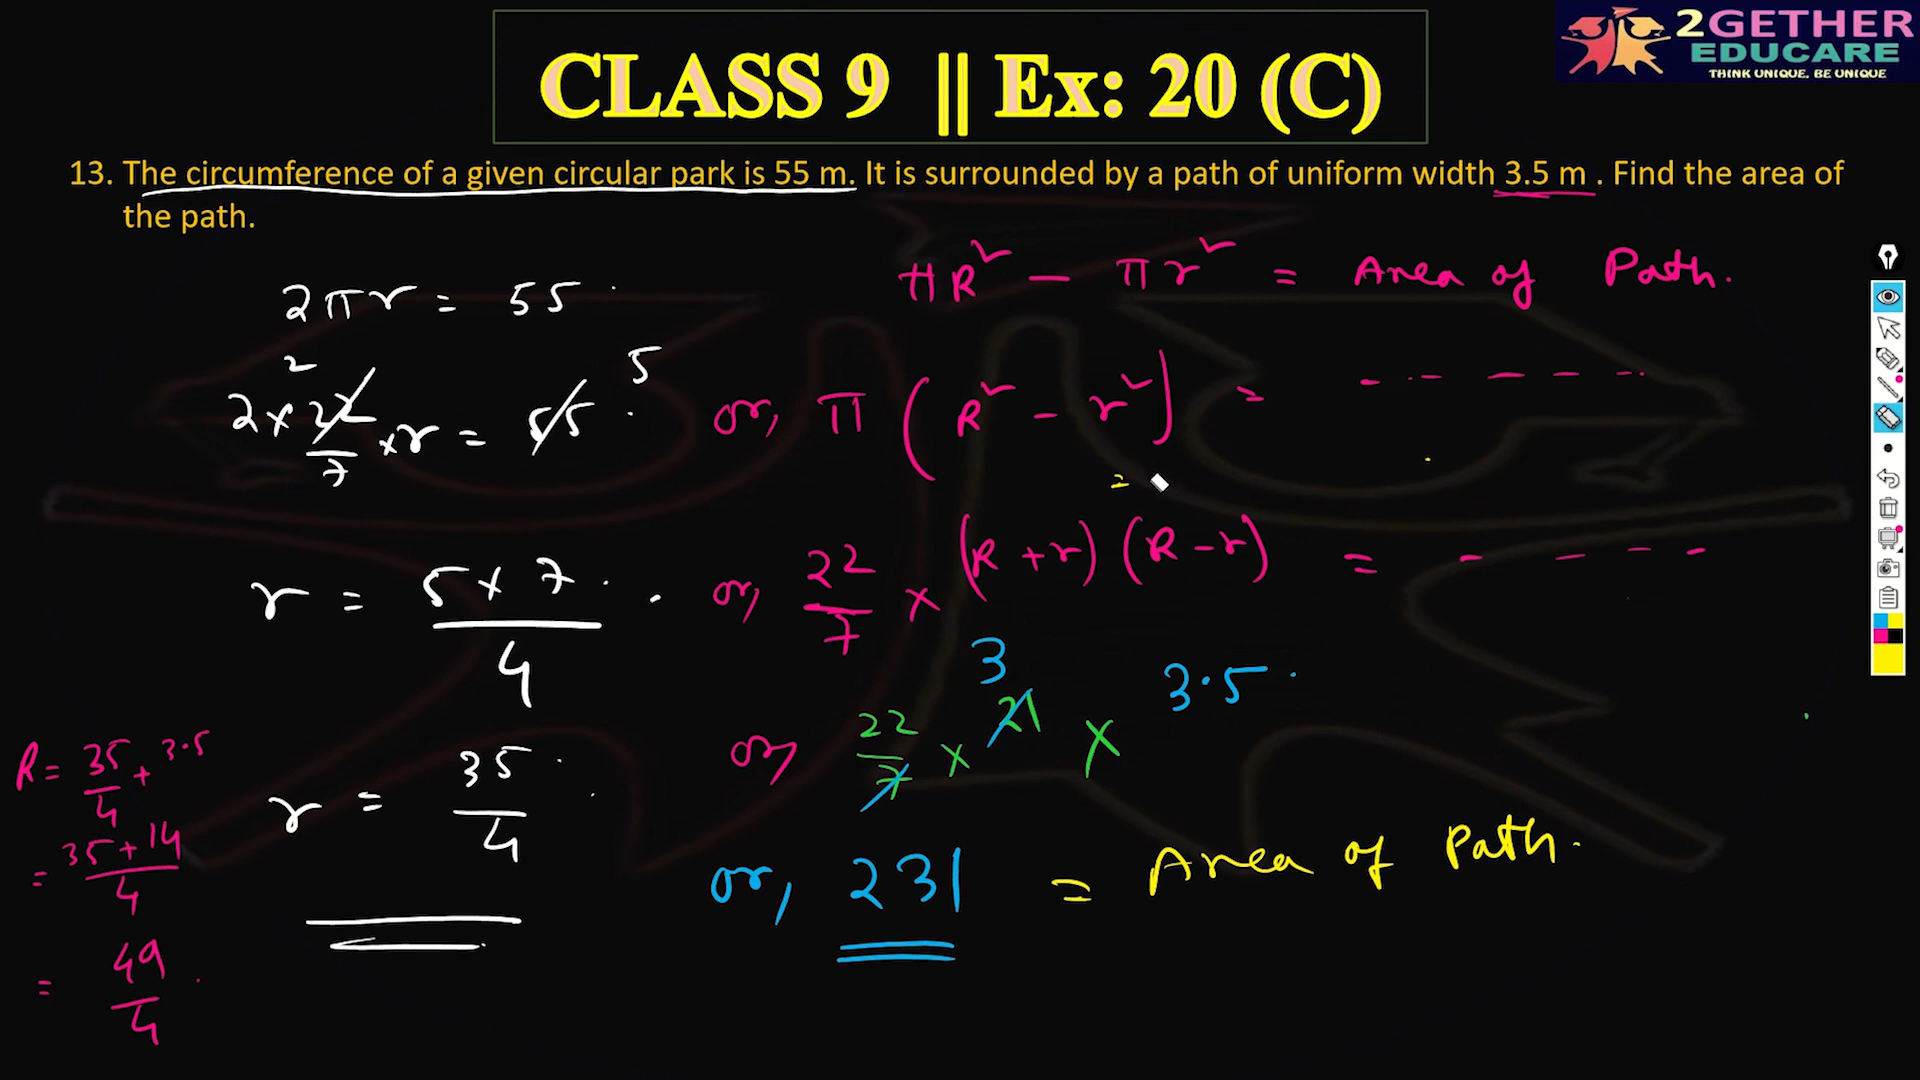 2GETHER
EDUCARE
THINK UNIQUE. BE UNIQUE
CLASS 9 || Ex: 20 (C)
13. The circumference of a given circular park is 55 m. It is surrounded by a path of uniform width 3.5 m . Find the area of
the path.
2πr = 55
2 × 22/7 × r = 55
2
5
r = 5 × 7 / 4
r = 35/4
R = 35/4 + 3.5
= 35 + 14 / 4
= 49/4
πR² - πr² = Area of Path.
or, π (R² - r²) = - - - - -
=
or, 22/7 × (R + r) (R - r) = - - - -
3
or, 22/7 × 21 × 3.5
or, 231 = Area of Path.